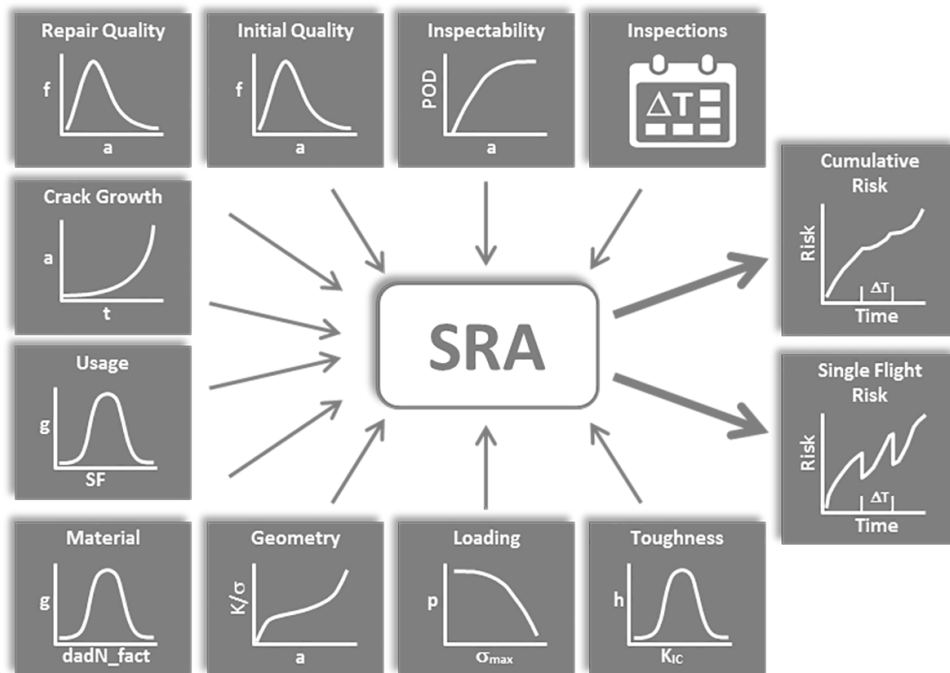 Repair Quality
f
a
Initial Quality
f
a
Inspectability
POD
a
Inspections
ΔT
Crack Growth
a
t
Usage
g
SF
Material
g
dadN_fact
Geometry
K/σ
a
Loading
p
σmax
Toughness
h
KIC
SRA
Cumulative
Risk
Risk
ΔT
Time
Single Flight
Risk
Risk
ΔT
Time